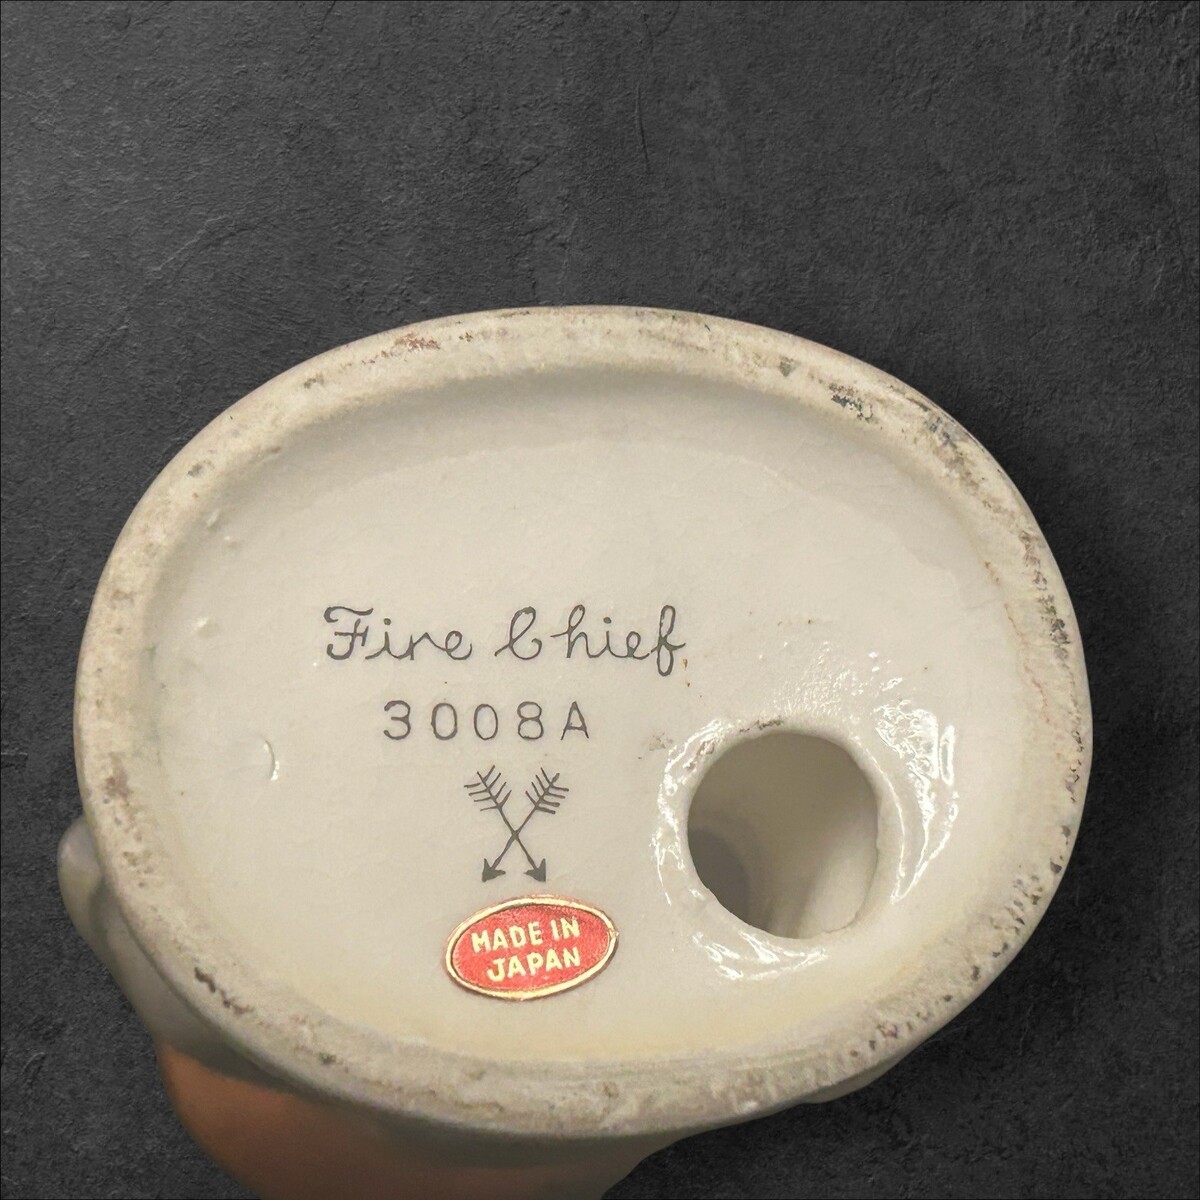 Fire Chief
3008A
MADE IN
JAPAN